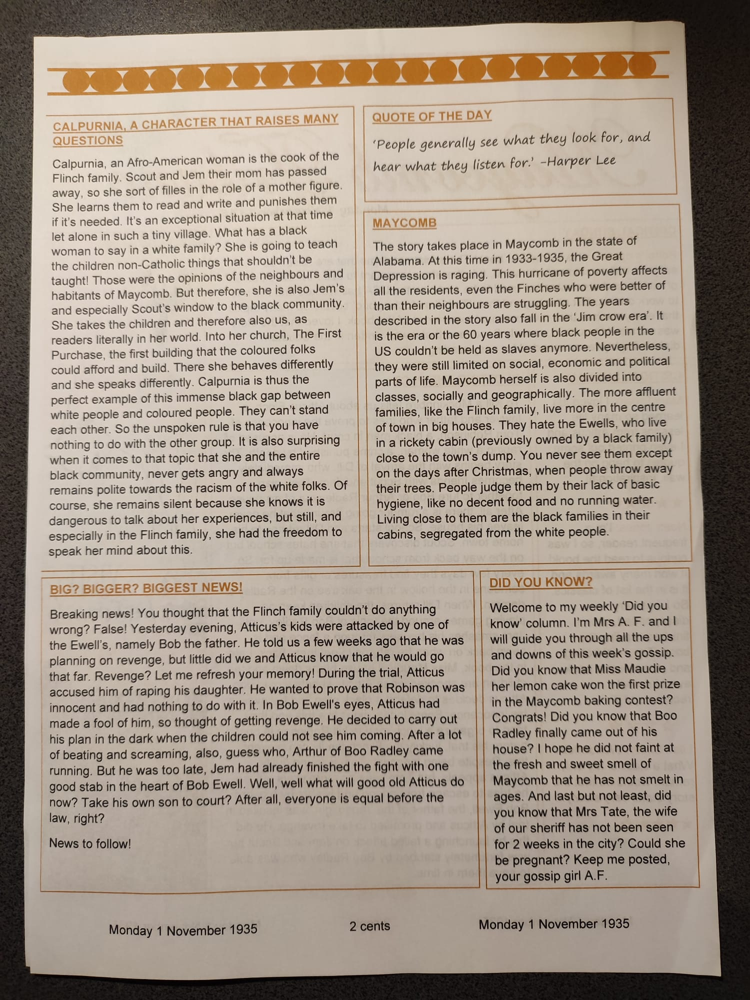 CALPURNIA, A CHARACTER THAT RAISES MANY
QUESTIONS
Calpurnia, an Afro-American woman is the cook of the
Flinch family. Scout and Jem their mom has passed
away, so she sort of filles in the role of a mother figure.
She learns them to read and write and punishes them
if it's needed. It's an exceptional situation at that time
let alone in such a tiny village. What has a black
woman to say in a white family? She is going to teach
the children non-Catholic things that shouldn't be
taught! Those were the opinions of the neighbours and
habitants of Maycomb. But therefore, she is also Jem's
and especially Scout's window to the black community.
She takes the children and therefore also us, as
readers literally in her world. Into her church, The First
Purchase, the first building that the coloured folks
could afford and build. There she behaves differently
and she speaks differently. Calpurnia is thus the
perfect example of this immense black gap between
white people and coloured people. They can't stand
each other. So the unspoken rule is that you have
nothing to do with the other group. It is also surprising
when it comes to that topic that she and the entire
black community, never gets angry and always
remains polite towards the racism of the white folks. Of
course, she remains silent because she knows it is
dangerous to talk about her experiences, but still, and
especially in the Flinch family, she had the freedom to
speak her mind about this.
QUOTE OF THE DAY
'People generally see what they look for, and
hear what they listen for.' –Harper Lee
MAYCOMB
The story takes place in Maycomb in the state of
Alabama. At this time in 1933-1935, the Great
Depression is raging. This hurricane of poverty affects
all the residents, even the Finches who were better of
than their neighbours are struggling. The years
described in the story also fall in the 'Jim crow era'. It
is the era or the 60 years where black people in the
US couldn't be held as slaves anymore. Nevertheless,
they were still limited on social, economic and political
parts of life. Maycomb herself is also divided into
classes, socially and geographically. The more affluent
families, like the Flinch family, live more in the centre
of town in big houses. They hate the Ewells, who live
in a rickety cabin (previously owned by a black family)
close to the town's dump. You never see them except
on the days after Christmas, when people throw away
their trees. People judge them by their lack of basic
hygiene, like no decent food and no running water.
Living close to them are the black families in their
cabins, segregated from the white people.
BIG? BIGGER? BIGGEST NEWS!
Breaking news! You thought that the Flinch family couldn't do anything
wrong? False! Yesterday evening, Atticus's kids were attacked by one of
the Ewell's, namely Bob the father. He told us a few weeks ago that he was
planning on revenge, but little did we and Atticus know that he would go
that far. Revenge? Let me refresh your memory! During the trial, Atticus
accused him of raping his daughter. He wanted to prove that Robinson was
innocent and had nothing to do with it. In Bob Ewell's eyes, Atticus had
made a fool of him, so thought of getting revenge. He decided to carry out
his plan in the dark when the children could not see him coming. After a lot
of beating and screaming, also, guess who, Arthur of Boo Radley came
running. But he was too late, Jem had already finished the fight with one
good stab in the heart of Bob Ewell. Well, well what will good old Atticus do
now? Take his own son to court? After all, everyone is equal before the
law, right?
News to follow!
DID YOU KNOW?
Welcome to my weekly 'Did you
know' column. I'm Mrs A. F. and I
will guide you through all the ups
and downs of this week's gossip.
Did you know that Miss Maudie
her lemon cake won the first prize
in the Maycomb baking contest?
Congrats! Did you know that Boo
Radley finally came out of his
house? I hope he did not faint at
the fresh and sweet smell of
Maycomb that he has not smelt in
ages. And last but not least, did
you know that Mrs Tate, the wife
of our sheriff has not been seen
for 2 weeks in the city? Could she
be pregnant? Keep me posted,
your gossip girl A.F.
Monday 1 November 1935 2 cents Monday 1 November 1935